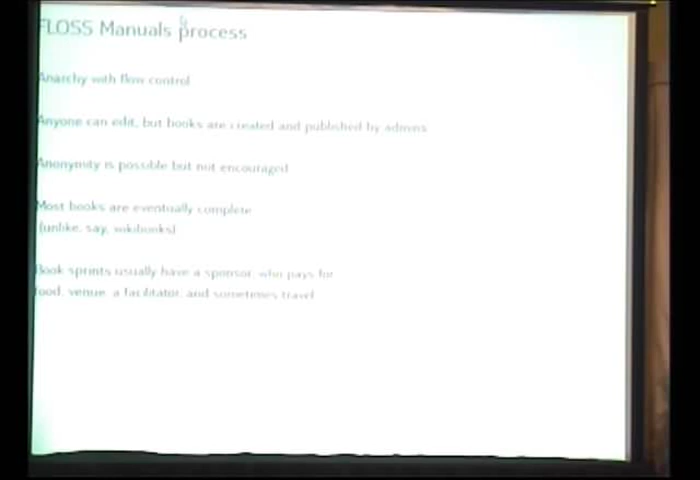 FLOSS Manuals process
Anarchy with flow control
Anyone can edit, but books are created and published by admins
Anonymity is possible but not encouraged
Most books are eventually complete
(unlike, say, wikibooks)
Book sprints usually have a sponsor, who pays for
food, venue, a facilitator, and sometimes travel